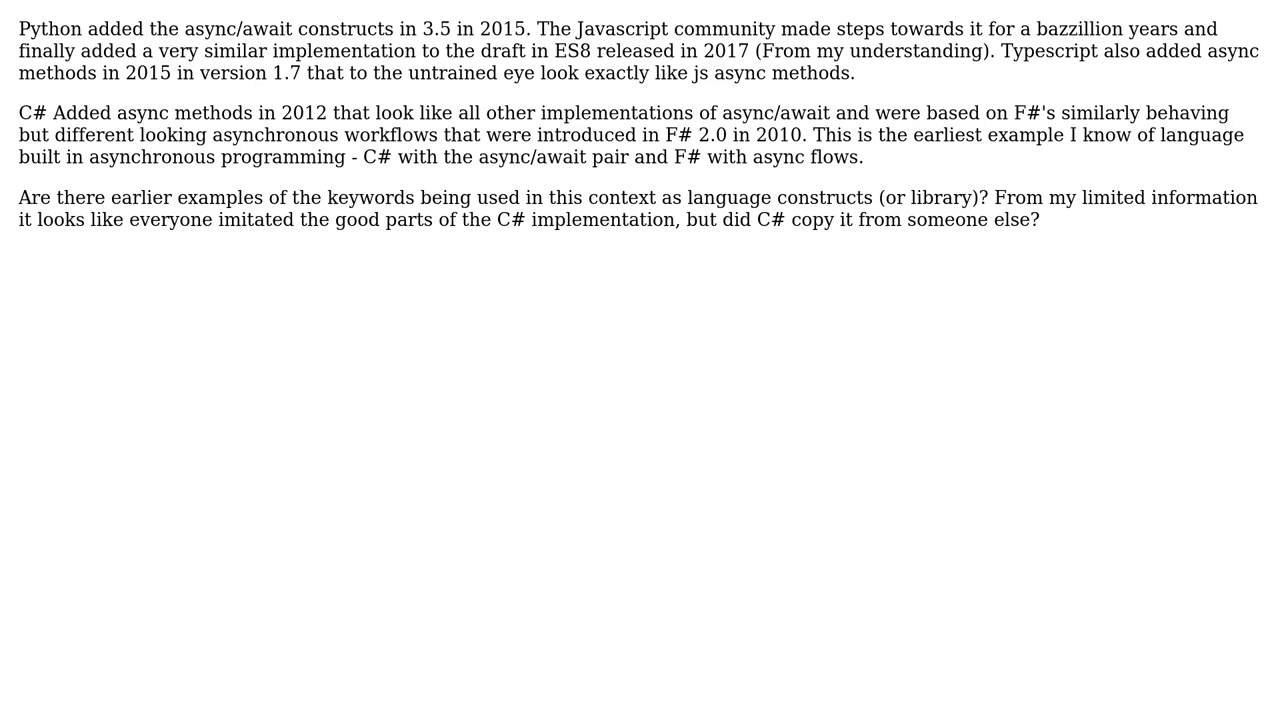 Python added the async/await constructs in 3.5 in 2015. The Javascript community made steps towards it for a bazzillion years and
finally added a very similar implementation to the draft in ES8 released in 2017 (From my understanding). Typescript also added async
methods in 2015 in version 1.7 that to the untrained eye look exactly like js async methods.
C# Added async methods in 2012 that look like all other implementations of async/await and were based on F#'s similarly behaving
but different looking asynchronous workflows that were introduced in F# 2.0 in 2010. This is the earliest example I know of language
built in asynchronous programming - C# with the async/await pair and F# with async flows.
Are there earlier examples of the keywords being used in this context as language constructs (or library)? From my limited information
it looks like everyone imitated the good parts of the C# implementation, but did C# copy it from someone else?